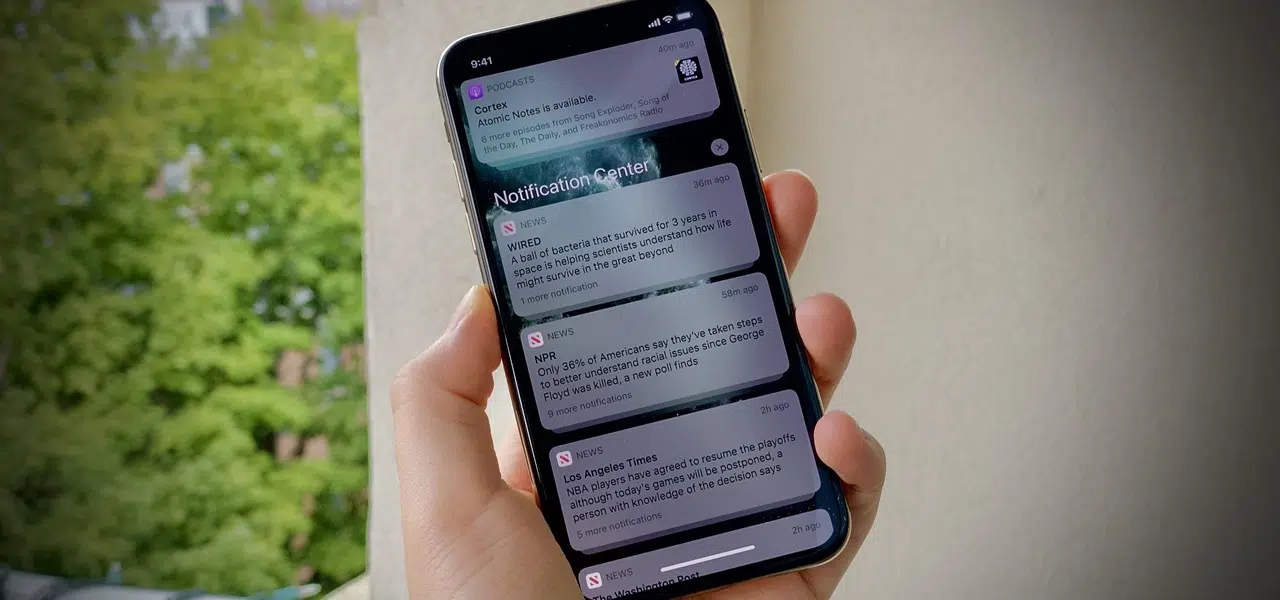 9:41
PODCASTS
40m ago
Cortex
Atomic Notes is available.
6 more episodes from Song Exploder, Song of
the Day, The Daily, and Freakonomics Radio
CORTEX
Notification Center
NEWS
36m ago
WIRED
A ball of bacteria that survived for 3 years in
space is helping scientists understand how life
might survive in the great beyond
1 more notification
NEWS
58m ago
NPR
Only 36% of Americans say they've taken steps
to better understand racial issues since George
Floyd was killed, a new poll finds
9 more notifications
NEWS
2h ago
Los Angeles Times
NBA players have agreed to resume the playoffs
although today's games will be postponed, a
person with knowledge of the decision says
5 more notifications
NEWS
2h ago
The Washington Post